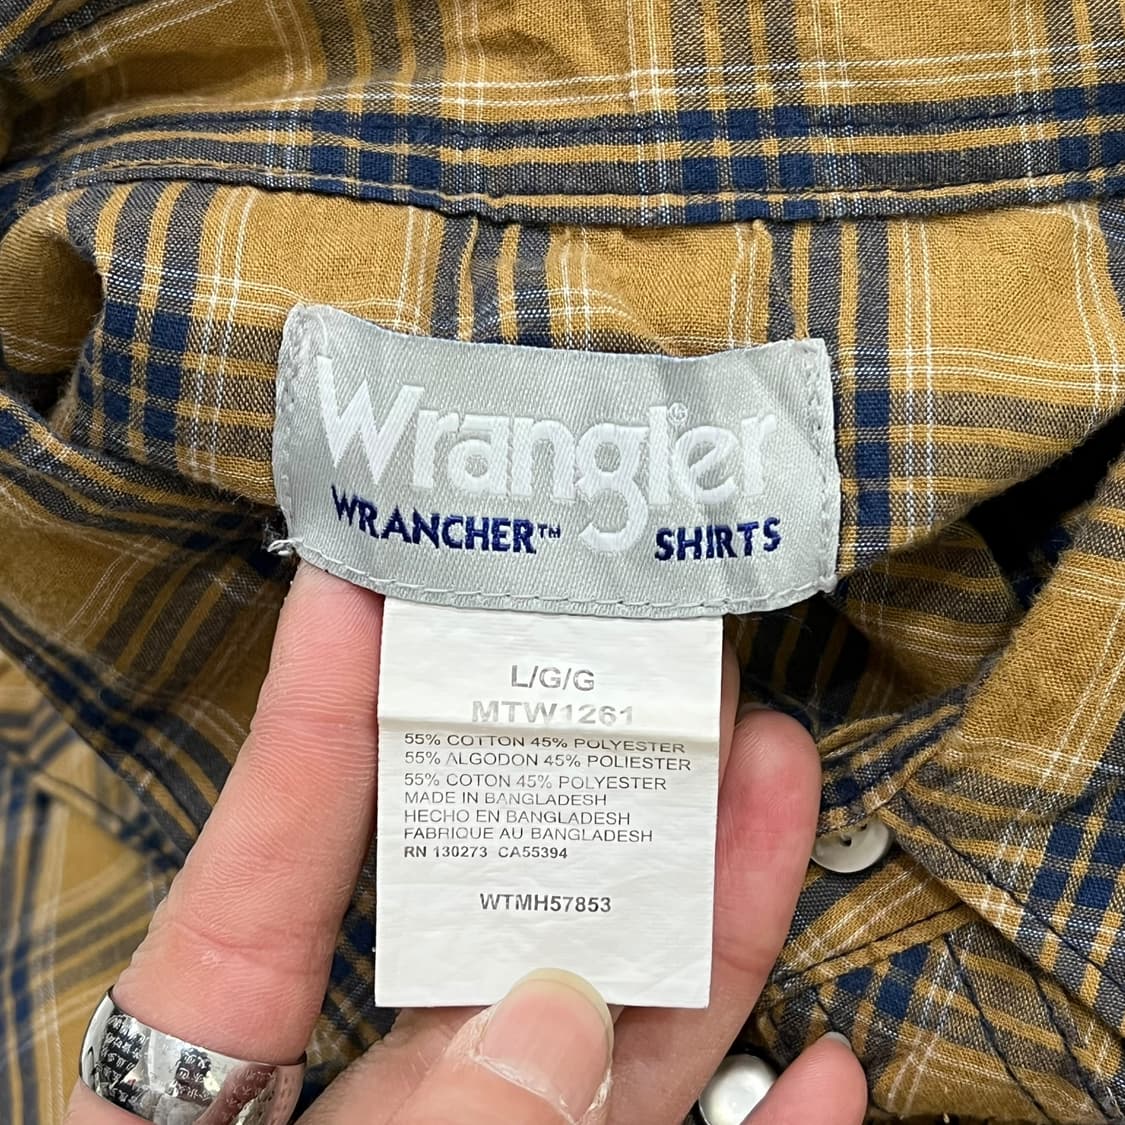 Wrangler®
WRANCHER™ SHIRTS
L/G/G
MTW1261
55% COTTON 45% POLYESTER
55% ALGODON 45% POLIESTER
55% COTON 45% POLYESTER
MADE IN BANGLADESH
HECHO EN BANGLADESH
FABRIQUE AU BANGLADESH
RN 130273 CA55394
WTMH57853